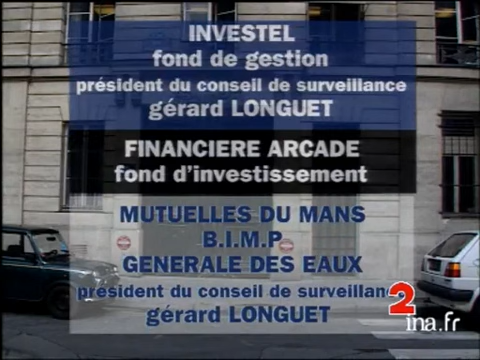 INVESTEL
fond de gestion
président du conseil de surveillance
gérard LONGUET
FINANCIERE ARCADE
fond d'investissement
MUTUELLES DU MANS
B.I.M.P
GENERALE DES EAUX
président du conseil de surveillance
gérard LONGUET
2
ina.fr